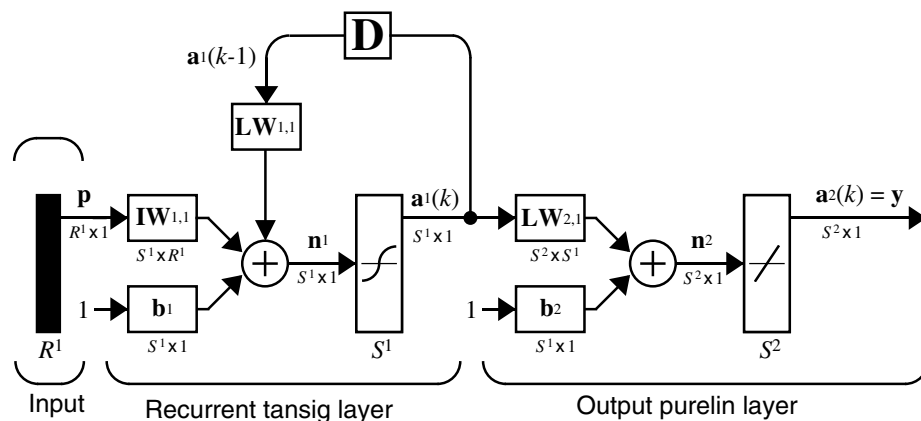 D
a1(k-1)
LW1,1
p
a1(k)
a2(k) = y
IW1,1
n1
LW2,1
n2
R1 x 1
S1 x R1
S1 x 1
S1 x 1
S2 x S1
S2 x 1
S2 x 1
1
b1
1
b2
S1 x 1
S1 x 1
R1
S1
S2
Input
Recurrent tansig layer
Output purelin layer